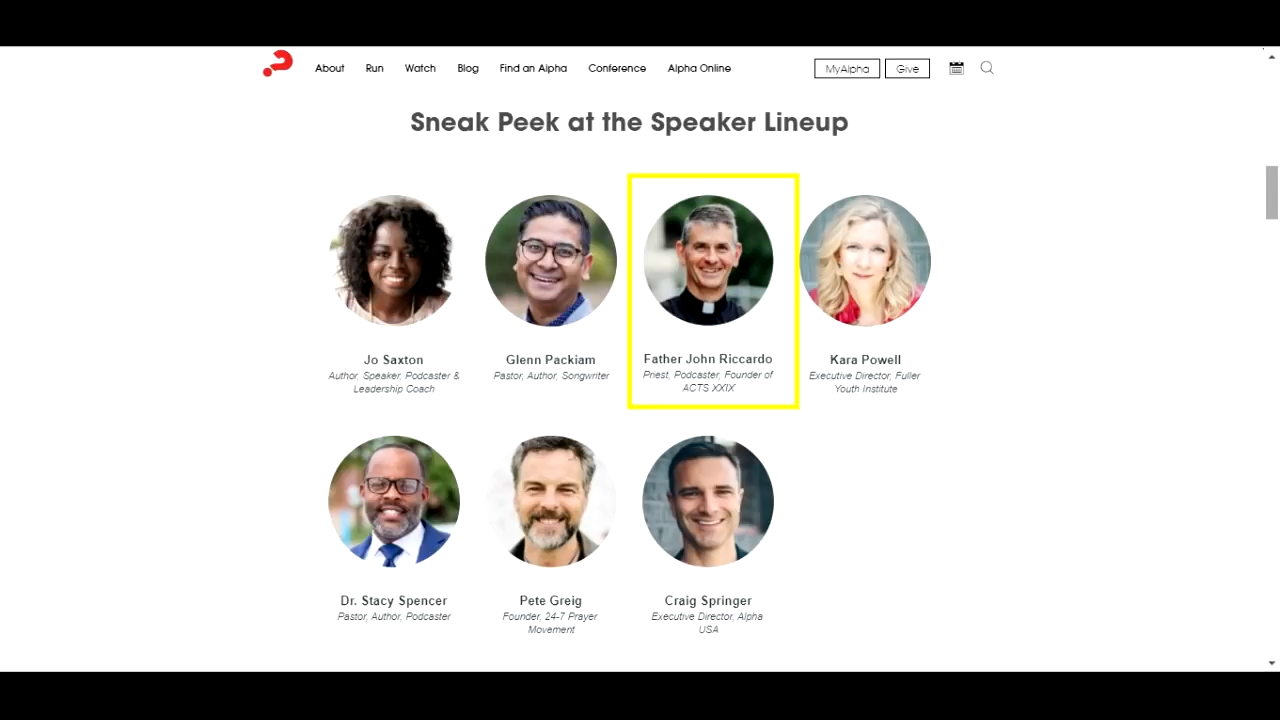 About Run Watch Blog Find an Alpha Conference Alpha Online MyAlpha Give
Sneak Peek at the Speaker Lineup
Jo Saxton
Author, Speaker, Podcaster &
Leadership Coach
Glenn Packiam
Pastor, Author, Songwriter
Father John Riccardo
Priest, Podcaster, Founder of
ACTS XXIX
Kara Powell
Executive Director, Fuller
Youth Institute
Dr. Stacy Spencer
Pastor, Author, Podcaster
Pete Greig
Founder, 24-7 Prayer
Movement
Craig Springer
Executive Director, Alpha
USA